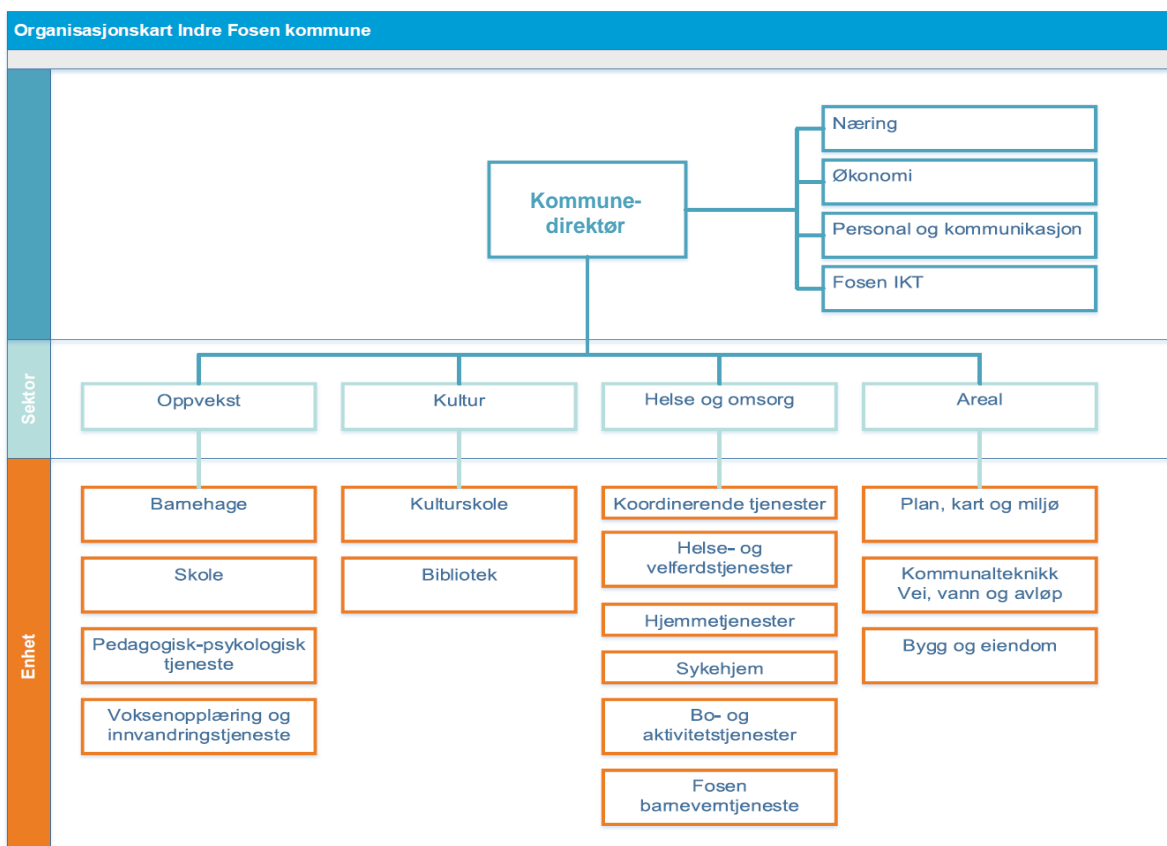 Organisasjonskart Indre Fosen kommune
Næring
Økonomi
Kommune-
direktør
Personal og kommunikasjon
Fosen IKT
Sektor
Oppvekst
Kultur
Helse og omsorg
Areal
Enhet
Barnehage
Skole
Pedagogisk-psykologisk
tjeneste
Voksenopplæring og
innvandringstjeneste
Kulturskole
Bibliotek
Koordinerende tjenester
Helse- og
velferdstjenester
Hjemmetjenester
Sykehjem
Bo- og
aktivitetstjenester
Fosen
barneverntjeneste
Plan, kart og miljø
Kommunalteknikk
Vei, vann og avløp
Bygg og eiendom